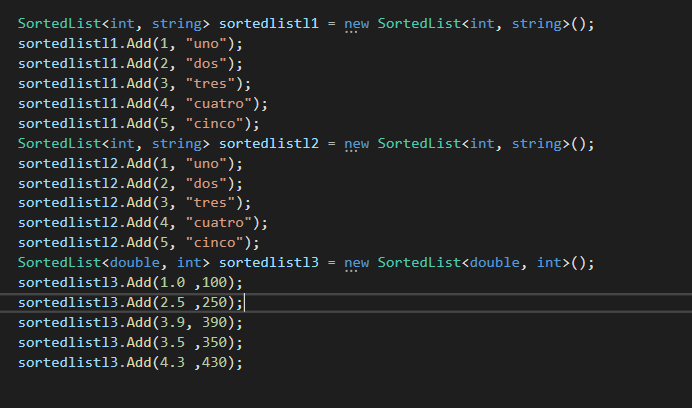 SortedList<int, string> sortedlistl1 = new SortedList<int, string>();
sortedlistl1.Add(1, "uno");
sortedlistl1.Add(2, "dos");
sortedlistl1.Add(3, "tres");
sortedlistl1.Add(4, "cuatro");
sortedlistl1.Add(5, "cinco");
SortedList<int, string> sortedlistl2 = new SortedList<int, string>();
sortedlistl2.Add(1, "uno");
sortedlistl2.Add(2, "dos");
sortedlistl2.Add(3, "tres");
sortedlistl2.Add(4, "cuatro");
sortedlistl2.Add(5, "cinco");
SortedList<double, int> sortedlistl3 = new SortedList<double, int>();
sortedlistl3.Add(1.0 ,100);
sortedlistl3.Add(2.5 ,250);
sortedlistl3.Add(3.9, 390);
sortedlistl3.Add(3.5 ,350);
sortedlistl3.Add(4.3 ,430);